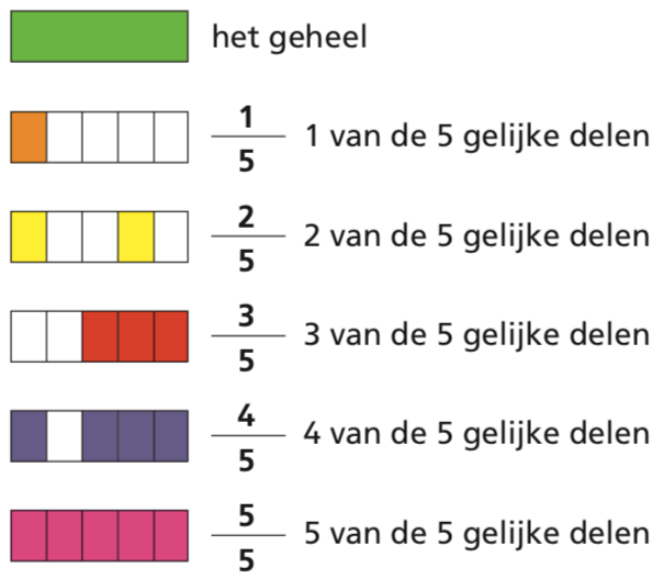 het geheel
1/5 1 van de 5 gelijke delen
2/5 2 van de 5 gelijke delen
3/5 3 van de 5 gelijke delen
4/5 4 van de 5 gelijke delen
5/5 5 van de 5 gelijke delen